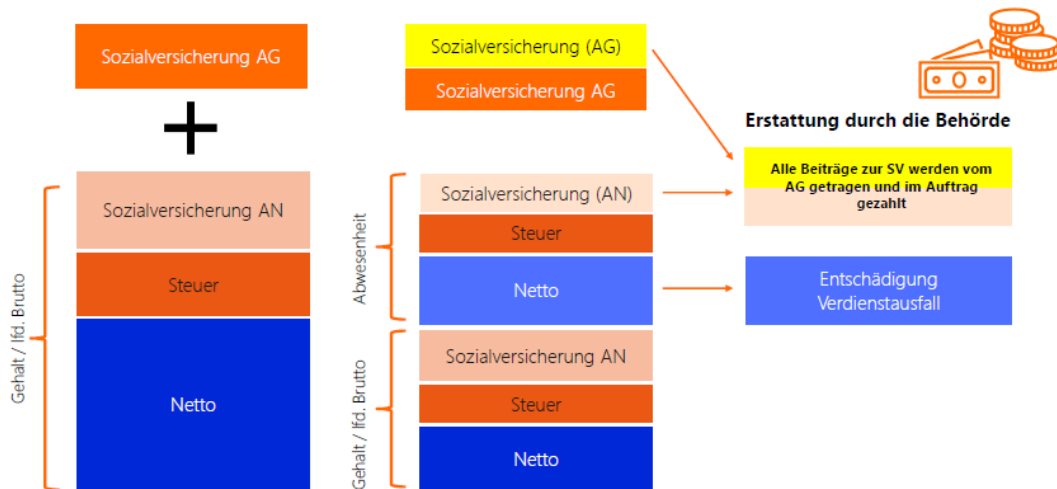 Sozialversicherung AG
Gehalt / lfd. Brutto
Sozialversicherung AN
Steuer
Netto
Sozialversicherung (AG)
Sozialversicherung AG
Abwesenheit
Sozialversicherung (AN)
Steuer
Netto
Gehalt / lfd. Brutto
Sozialversicherung AN
Steuer
Netto
Erstattung durch die Behörde
Alle Beiträge zur SV werden vom
AG getragen und im Auftrag
gezahlt
Entschädigung
Verdienstausfall